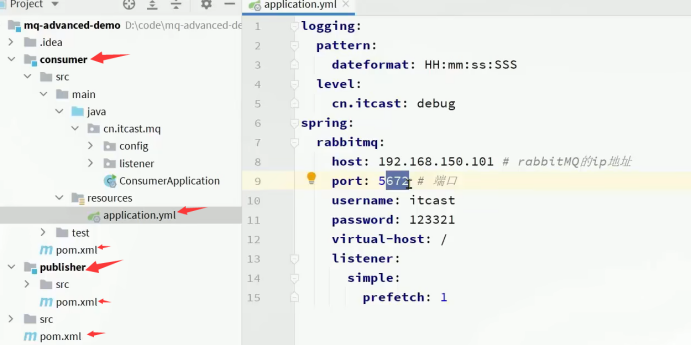 Project
mq-advanced-demo D:\code\mq-advanced-de
.idea
consumer
src
main
java
cn.itcast.mq
config
listener
ConsumerApplication
resources
application.yml
test
pom.xml
publisher
src
pom.xml
src
pom.xml
application.yml
1 logging:
2 pattern:
3 dateformat: HH:mm:ss:SSS
4 level:
5 cn.itcast: debug
6 spring:
7 rabbitmq:
8 host: 192.168.150.101 # rabbitMQ的ip地址
9 port: 5672 # 端口
10 username: itcast
11 password: 123321
12 virtual-host: /
13 listener:
14 simple:
15 prefetch: 1